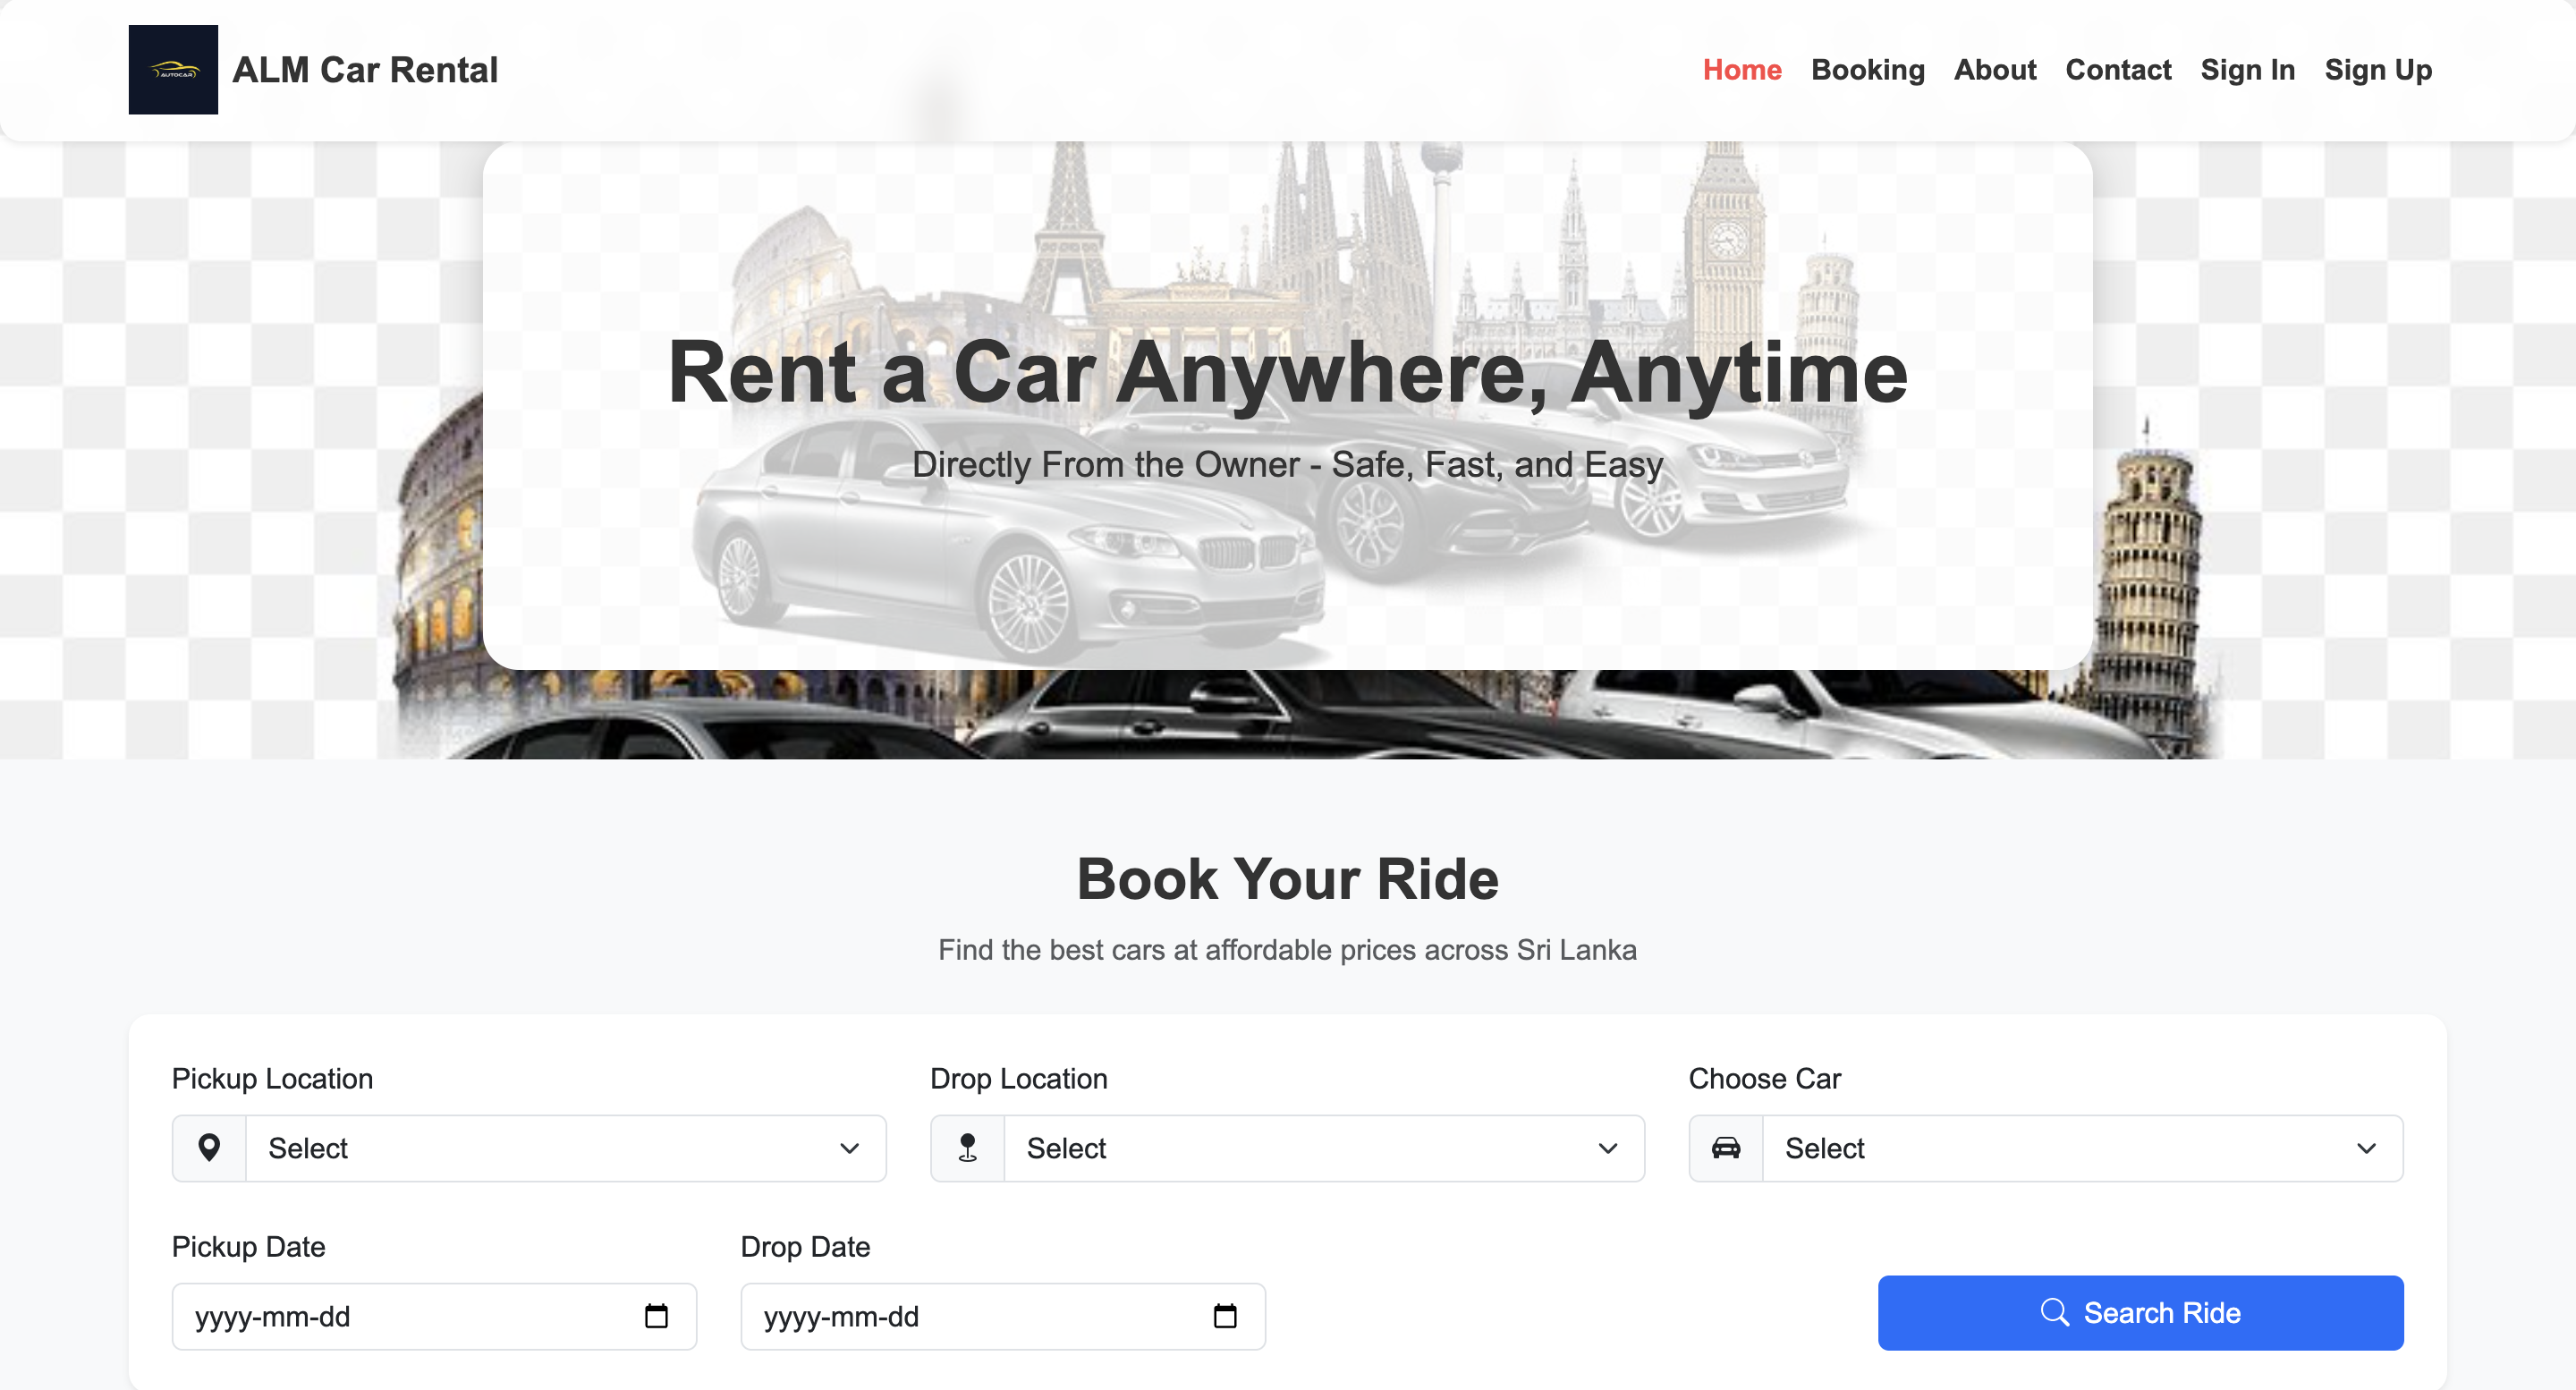 AUTOCAR
ALM Car Rental
Home Booking About Contact Sign In Sign Up
Rent a Car Anywhere, Anytime
Directly From the Owner - Safe, Fast, and Easy
Book Your Ride
Find the best cars at affordable prices across Sri Lanka
Pickup Location Drop Location Choose Car
Select Select Select
Pickup Date Drop Date
yyyy-mm-dd yyyy-mm-dd Search Ride